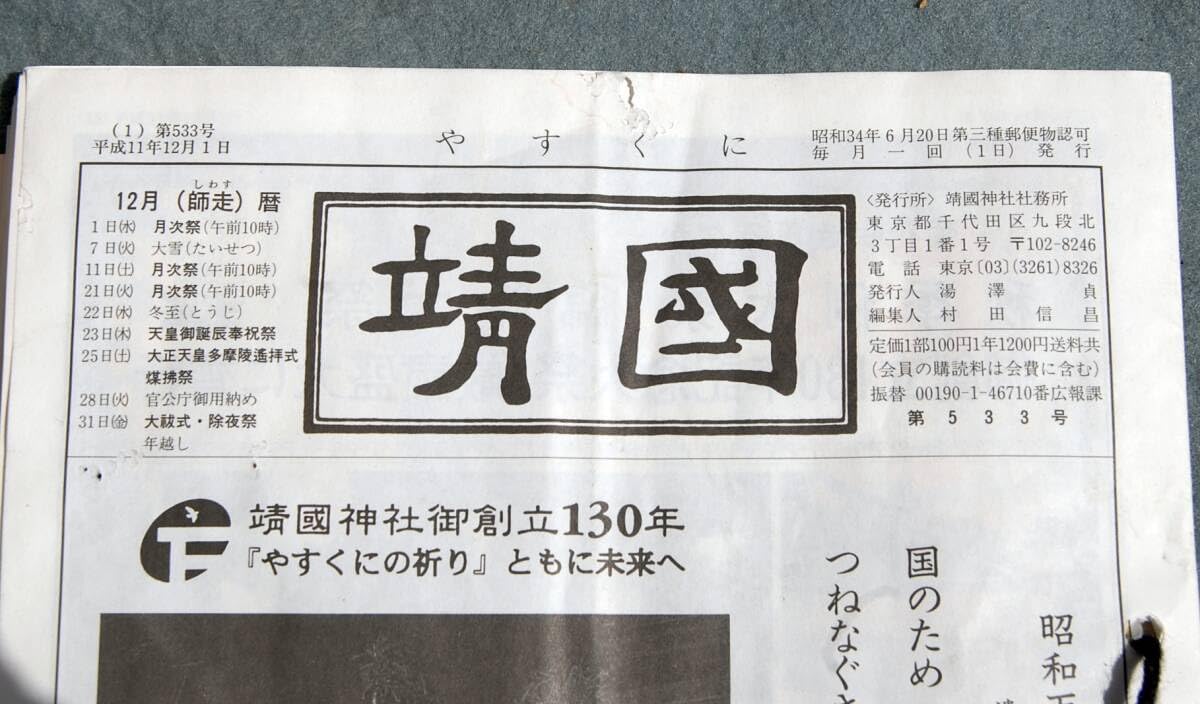 (1) 第533号
平成11年12月1日
やすくに
昭和34年6月20日第三種郵便物認可
毎月一回 (1日) 発行
しわす
12月 (師走) 暦
1日㈬ 月次祭(午前10時)
7日㈫ 大雪(たいせつ)
11日㈯ 月次祭(午前10時)
21日㈫ 月次祭(午前10時)
22日㈬ 冬至(とうじ)
23日㈭ 天皇御誕辰奉祝祭
25日㈯ 大正天皇多摩陵遙拝式
煤拂祭
28日㈫ 官公庁御用納め
31日㈮ 大祓式・除夜祭
年越し
靖國
〈発行所〉 靖國神社社務所
東京都千代田区九段北
3丁目1番1号 〒102-8246
電話 東京〔03〕(3261)8326
発行人 湯澤 貞
編集人 村田信昌
定価1部100円1年1200円送料共
(会員の購読料は会費に含む)
振替 00190-1-46710番広報課
第533号
靖國神社御創立130年
『やすくにの祈り』ともに未来へ
昭和
国のため
つねなぐさ